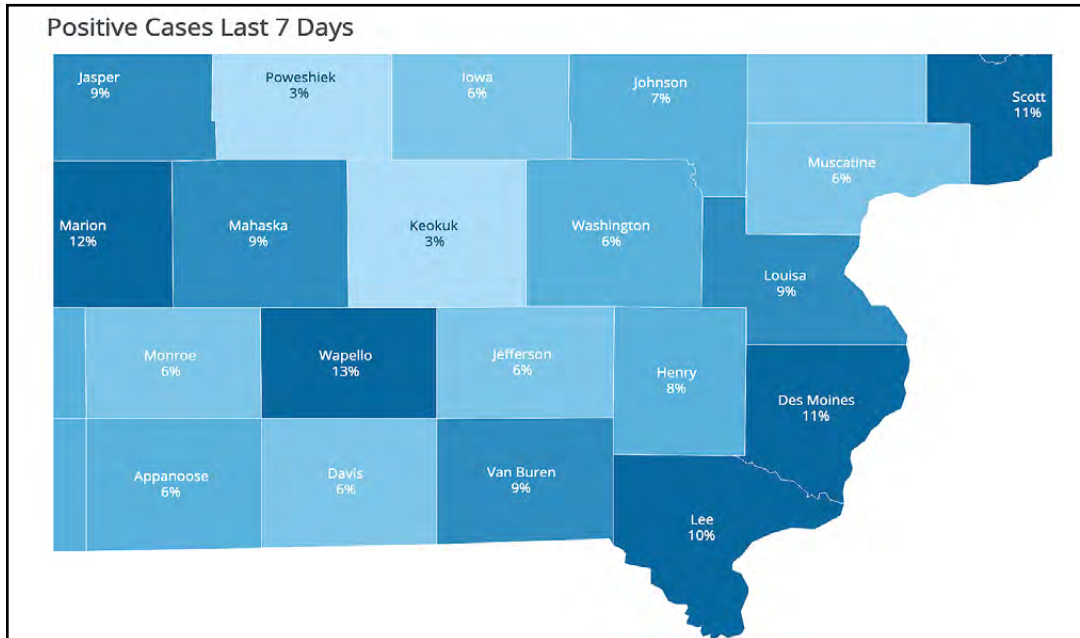 Positive Cases Last 7 Days
Jasper
9%
Poweshiek
3%
Iowa
6%
Johnson
7%
Scott
11%
Muscatine
6%
Marion
12%
Mahaska
9%
Keokuk
3%
Washington
6%
Louisa
9%
Monroe
6%
Wapello
13%
Jefferson
6%
Henry
8%
Des Moines
11%
Appanoose
6%
Davis
6%
Van Buren
9%
Lee
10%